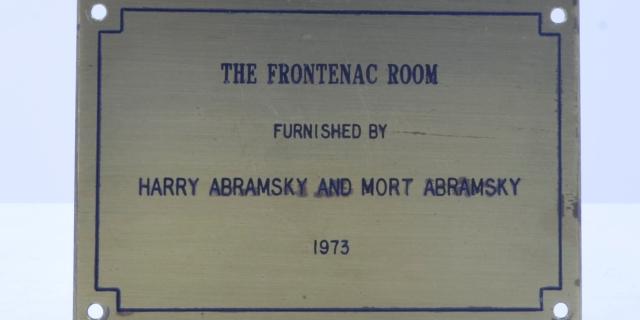 THE FRONTENAC ROOM
FURNISHED BY
HARRY ABRAMSKY AND MORT ABRAMSKY
1973